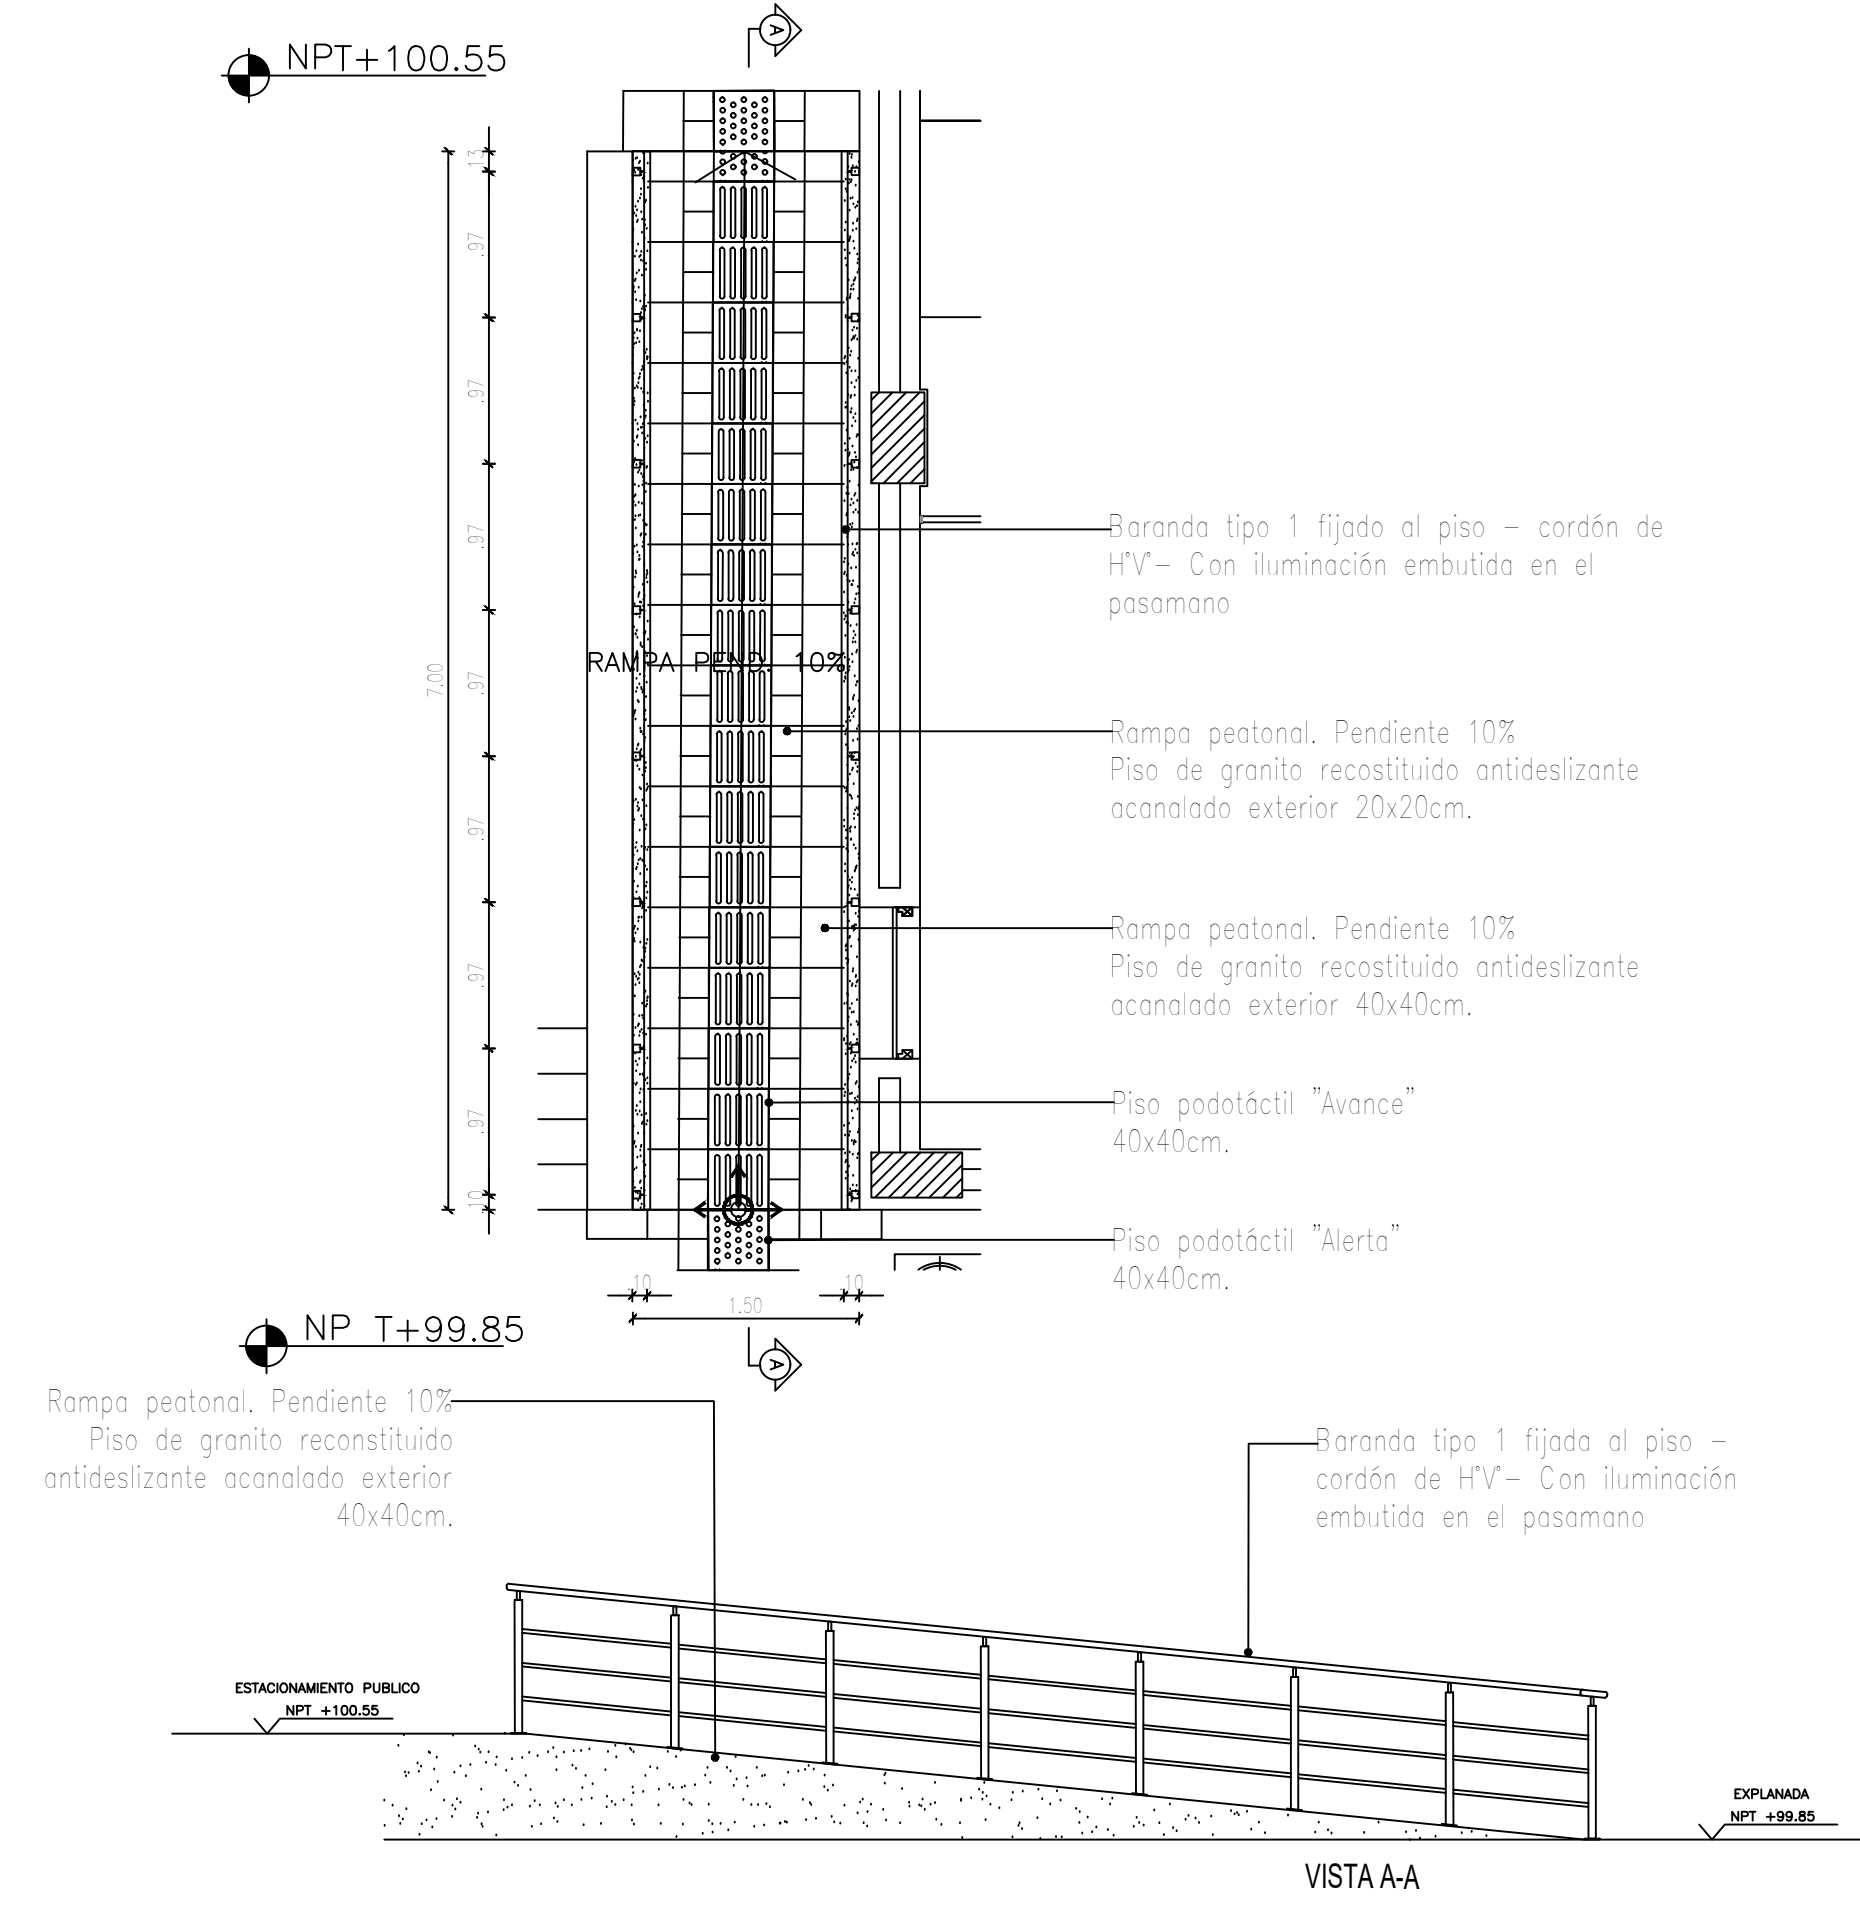 A
NPT+100.55
.13
.97
.97
.97
.97
.97
.97
.97
.10
7.00
RAMPA PEND. 10%
Baranda tipo 1 fijado al piso – cordón de
H°V°– Con iluminación embutida en el
pasamano
Rampa peatonal. Pendiente 10%
Piso de granito recostituido antideslizante
acanalado exterior 20x20cm.
Rampa peatonal. Pendiente 10%
Piso de granito recostituido antideslizante
acanalado exterior 40x40cm.
Piso podotáctil "Avance"
40x40cm.
Piso podotáctil "Alerta"
40x40cm.
.10
.10
1.50
NP T+99.85
A
Rampa peatonal. Pendiente 10%
Piso de granito reconstituido
antideslizante acanalado exterior
40x40cm.
Baranda tipo 1 fijada al piso –
cordón de H°V°– Con iluminación
embutida en el pasamano
ESTACIONAMIENTO PUBLICO
NPT +100.55
EXPLANADA
NPT +99.85
VISTA A-A